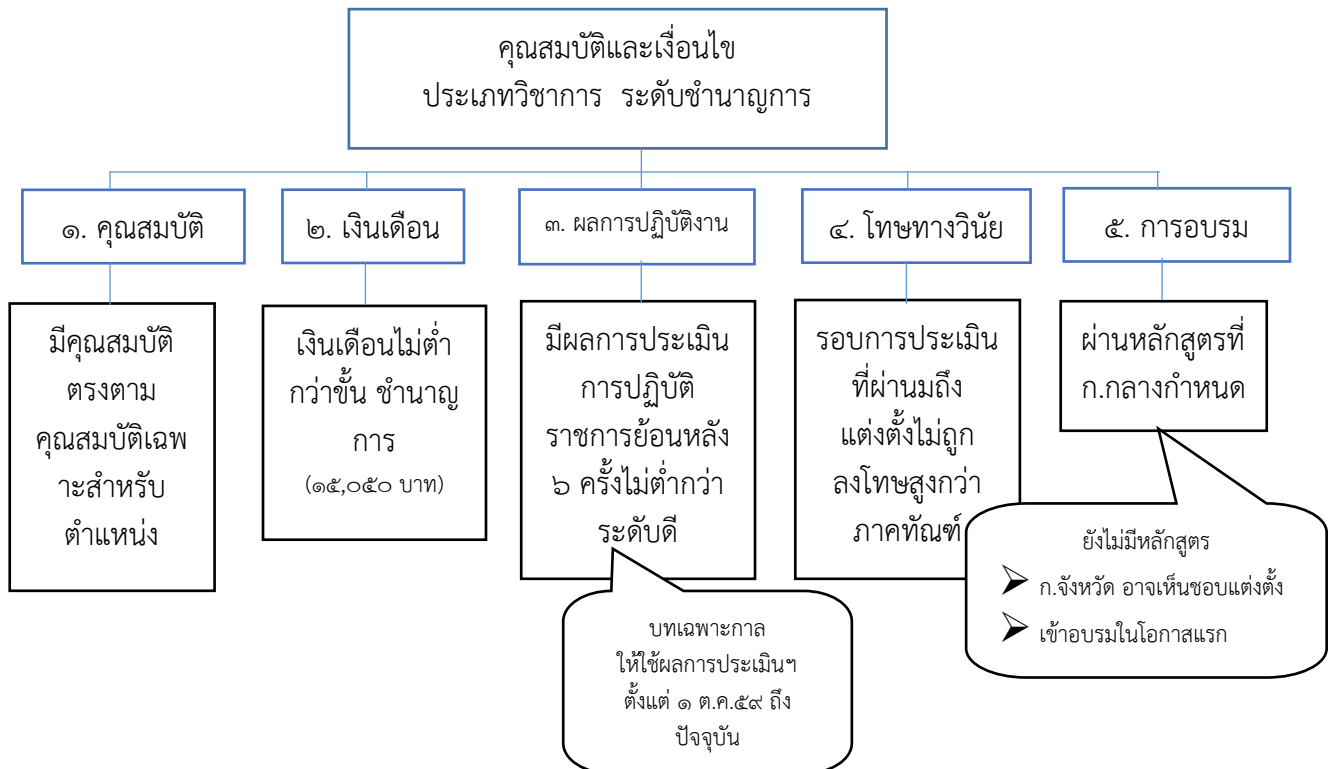 คุณสมบัติและเงื่อนไข
ประเภทวิชาการ ระดับชำนาญการ
๑. คุณสมบัติ
มีคุณสมบัติ
ตรงตาม
คุณสมบัติเฉพ
าะสำหรับ
ตำแหน่ง
๒. เงินเดือน
เงินเดือนไม่ต่ำ
กว่าขั้น ชำนาญ
การ
(๑๕,๐๕๐ บาท)
๓. ผลการปฏิบัติงาน
มีผลการประเมิน
การปฏิบัติ
ราชการย้อนหลัง
๖ ครั้งไม่ต่ำกว่า
ระดับดี
บทเฉพาะกาล
ให้ใช้ผลการประเมินฯ
ตั้งแต่ ๑ ต.ค.๕๙ ถึง
ปัจจุบัน
๔. โทษทางวินัย
รอบการประเมิน
ที่ผ่านมถึง
แต่งตั้งไม่ถูก
ลงโทษสูงกว่า
ภาคทัณฑ์
๕. การอบรม
ผ่านหลักสูตรที่
ก.กลางกำหนด
ยังไม่มีหลักสูตร
➢ ก.จังหวัด อาจเห็นชอบแต่งตั้ง
➢ เข้าอบรมในโอกาสแรก